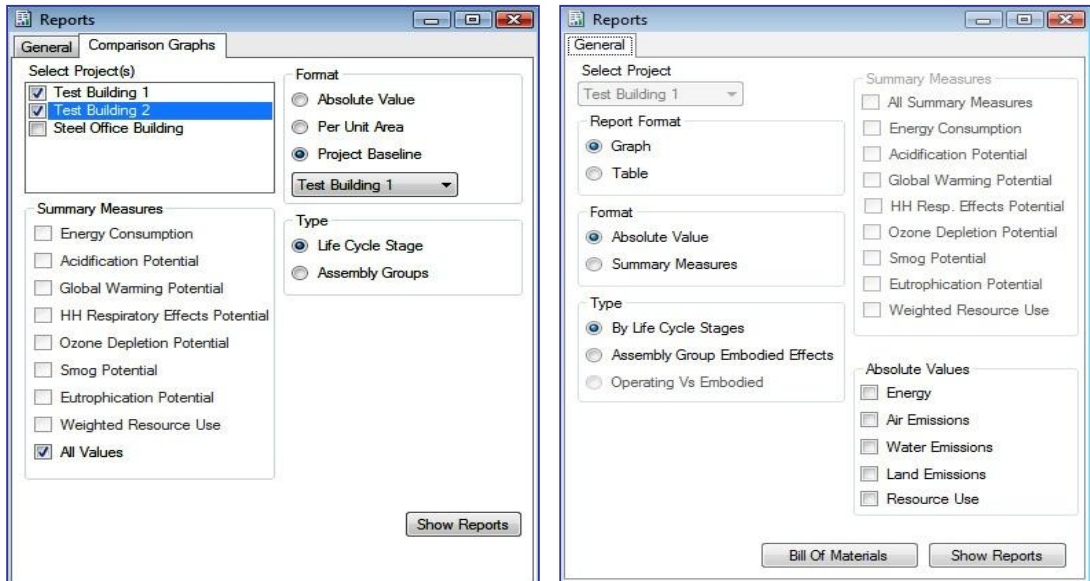 Reports
General
Comparison Graphs
Select Project(s)
Test Building 1
Test Building 2
Steel Office Building
Summary Measures
Energy Consumption
Acidification Potential
Global Warming Potential
HH Respiratory Effects Potential
Ozone Depletion Potential
Smog Potential
Eutrophication Potential
Weighted Resource Use
All Values
Format
Absolute Value
Per Unit Area
Project Baseline
Test Building 1
Type
Life Cycle Stage
Assembly Groups
Show Reports
Reports
General
Select Project
Test Building 1
Report Format
Graph
Table
Format
Absolute Value
Summary Measures
Type
By Life Cycle Stages
Assembly Group Embodied Effects
Operating Vs Embodied
Summary Measures
All Summary Measures
Energy Consumption
Acidification Potential
Global Warming Potential
HH Resp. Effects Potential
Ozone Depletion Potential
Smog Potential
Eutrophication Potential
Weighted Resource Use
Absolute Values
Energy
Air Emissions
Water Emissions
Land Emissions
Resource Use
Bill Of Materials
Show Reports